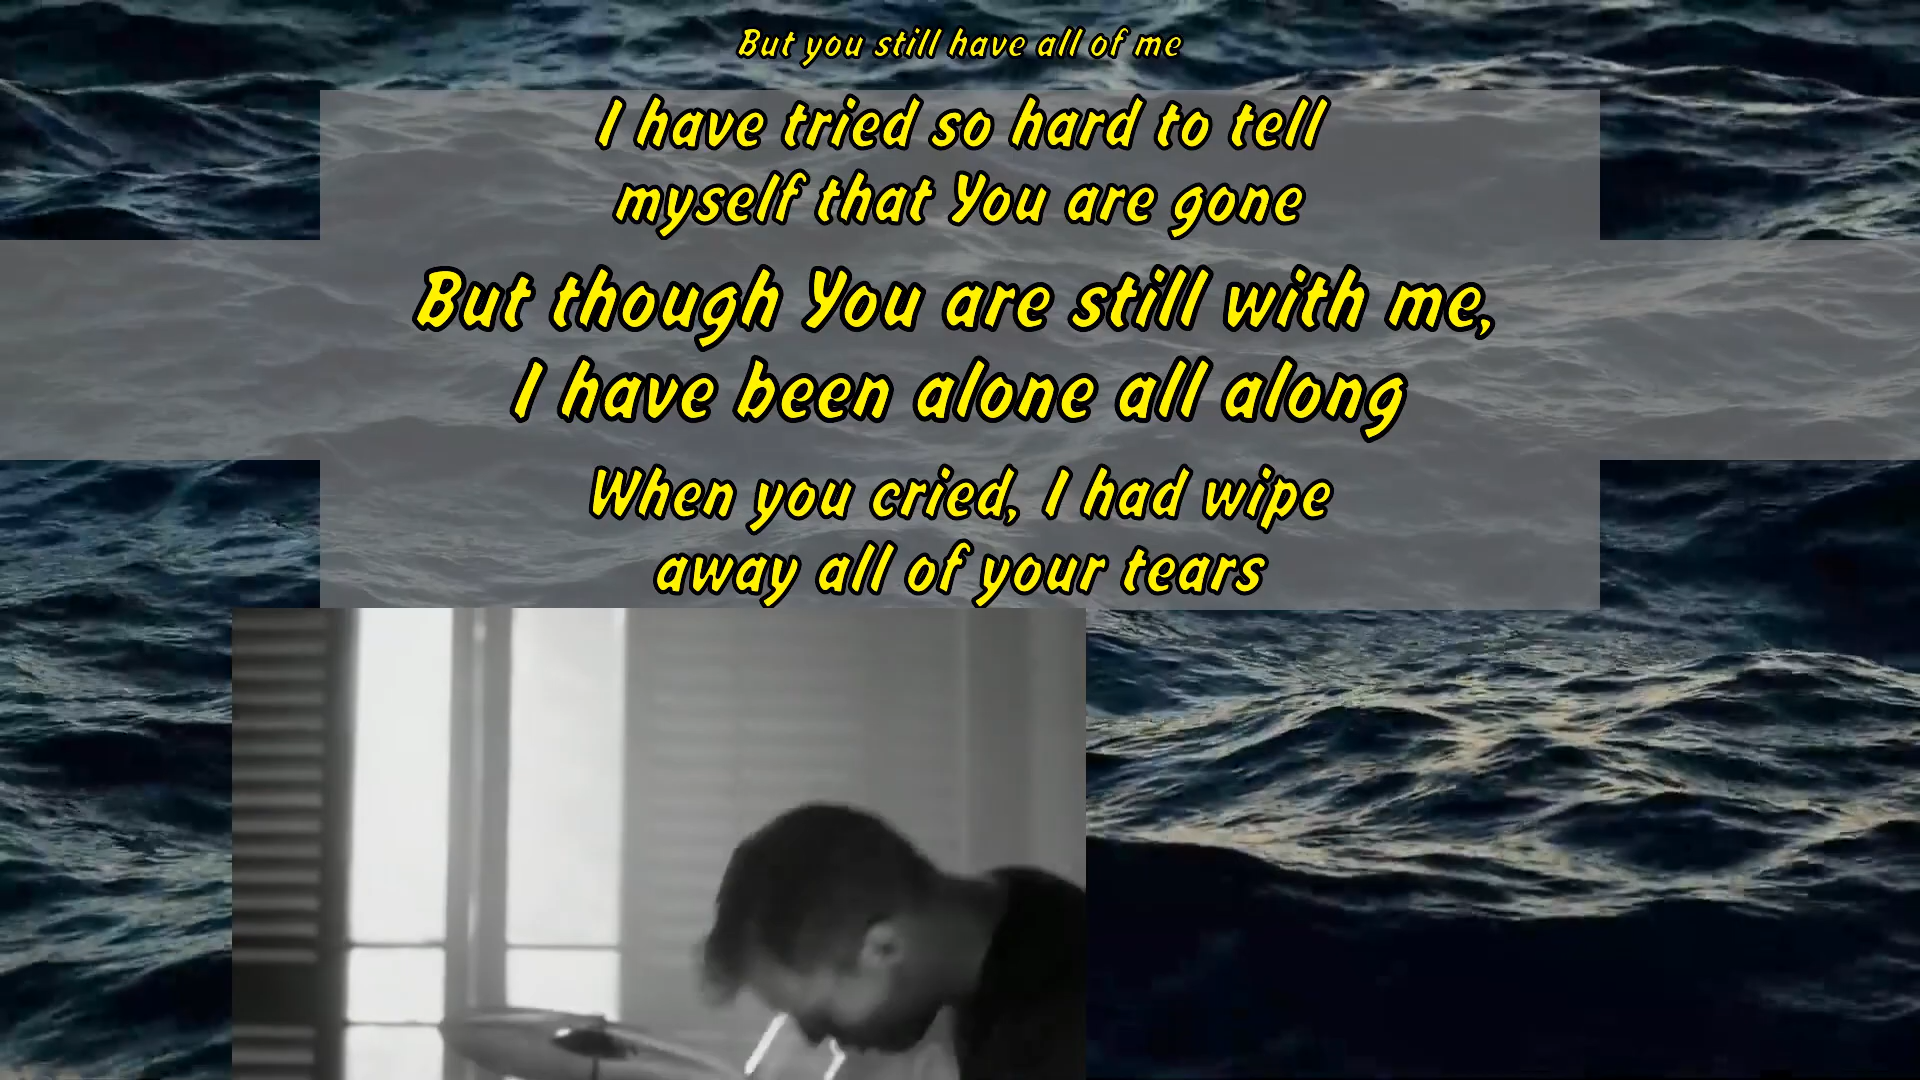 But you still have all of me
I have tried so hard to tell
myself that You are gone
But though You are still with me,
I have been alone all along
When you cried, I had wipe
away all of your tears